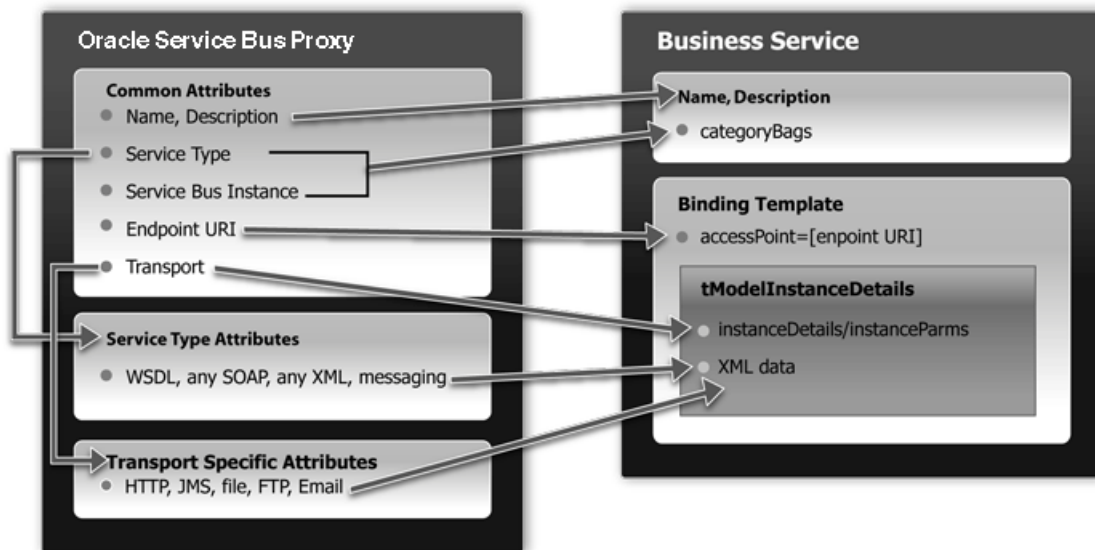 Oracle Service Bus Proxy
Common Attributes
Name, Description
Service Type
Service Bus Instance
Endpoint URI
Transport
Service Type Attributes
WSDL, any SOAP, any XML, messaging
Transport Specific Attributes
HTTP, JMS, file, FTP, Email
Business Service
Name, Description
categoryBags
Binding Template
accessPoint=[enpoint URI]
tModelInstanceDetails
instanceDetails/instanceParms
XML data